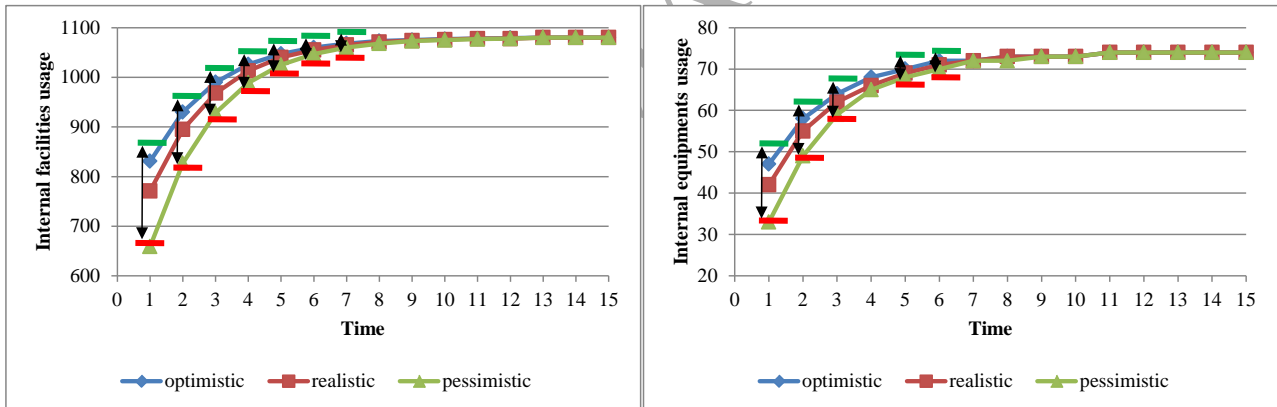 1100
1000
900
800
700
600
Internal facilities usage
0 1 2 3 4 5 6 7 8 9 10 11 12 13 14 15
Time
optimistic realistic pessimistic
80
70
60
50
40
30
20
Internal equipments usage
0 1 2 3 4 5 6 7 8 9 10 11 12 13 14 15
Time
optimistic realistic pessimistic